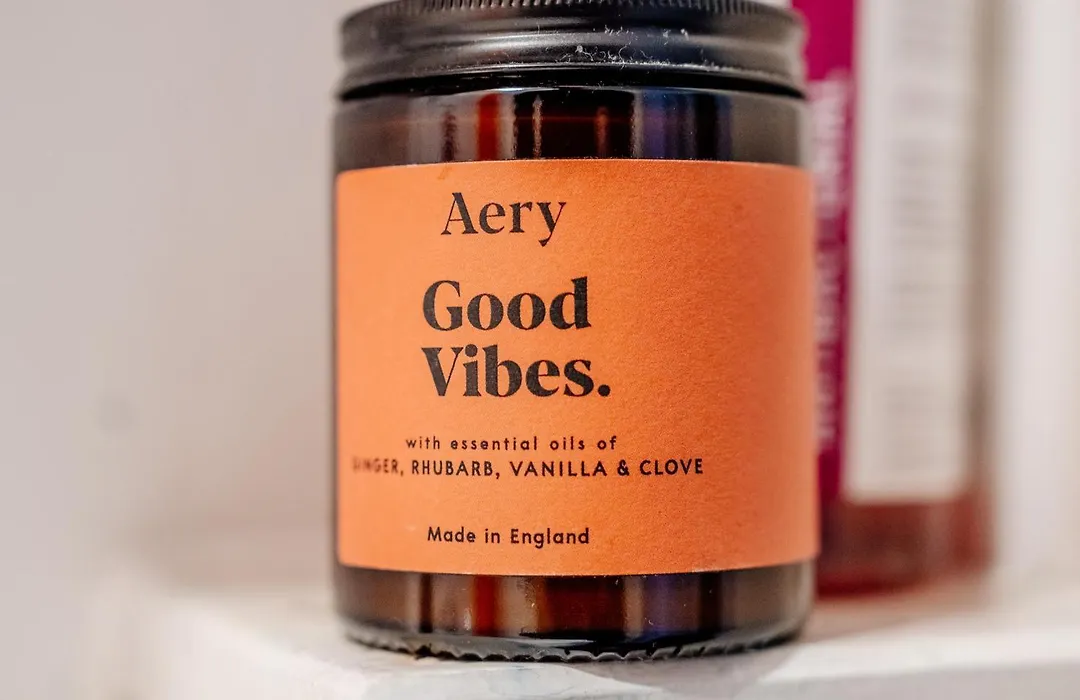 Aery
Good
Vibes.
with essential oils of
GINGER, RHUBARB, VANILLA & CLOVE
Made in England